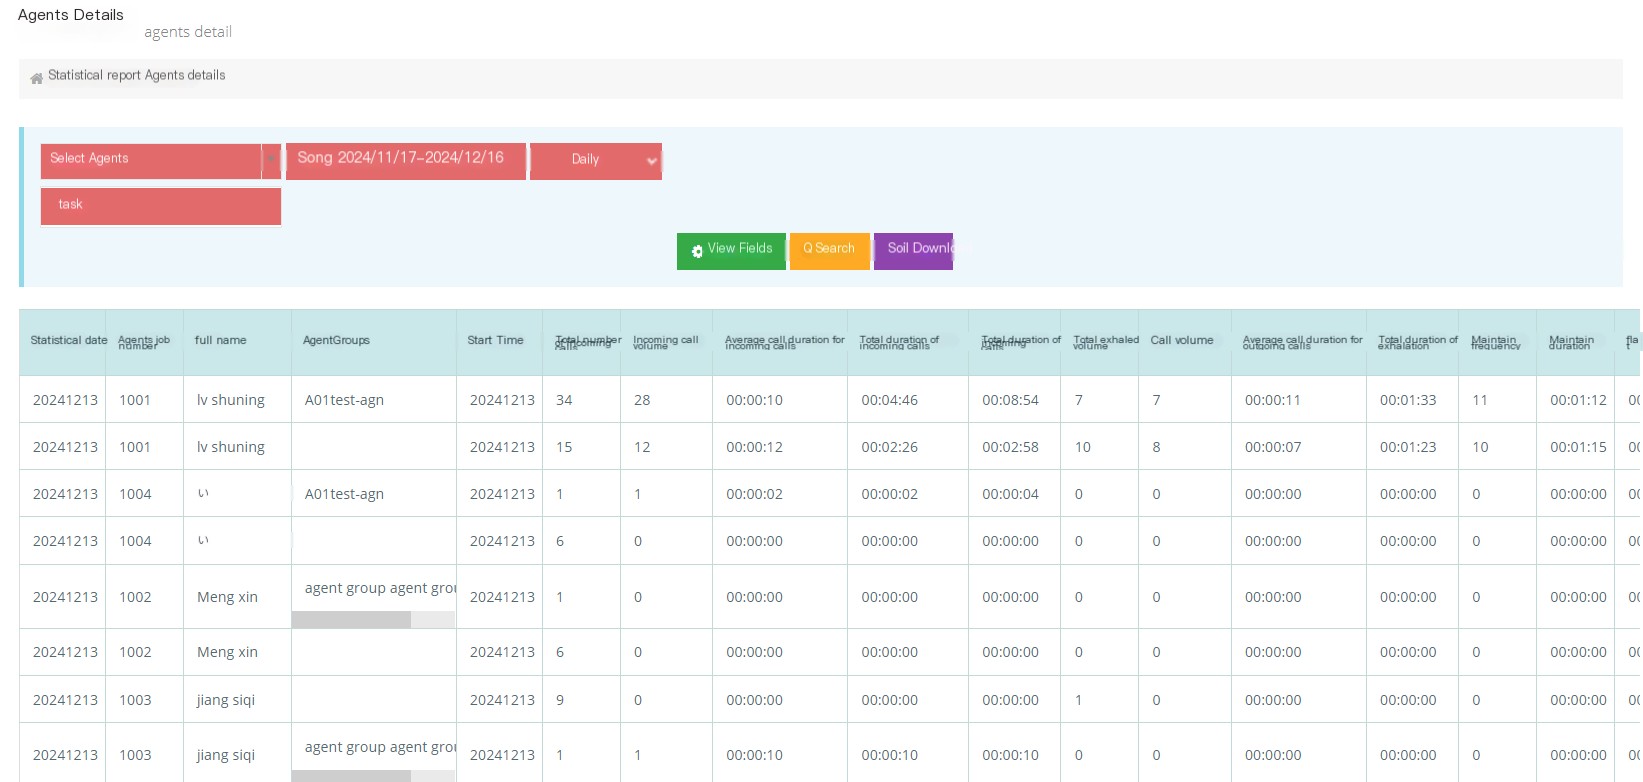 Agents Details
agents detail
Statistical report Agents details
Select Agents
Song 2024/11/17-2024/12/16
Daily
task
View Fields
Q Search
Soil Downlo
Statistical date Agents job number full name AgentGroups Start Time Total number incoming calls Incoming call volume Average call duration for incoming calls Total duration of incoming calls Total duration of incoming calls Total exhaled volume Call volume Average call duration for outgoing calls Total duration of exhalation Maintain frequency Maintain duration fla t
20241213 1001 lv shuning A01test-agn 20241213 34 28 00:00:10 00:04:46 00:08:54 7 7 00:00:11 00:01:33 11 00:01:12 00
20241213 1001 lv shuning 20241213 15 12 00:00:12 00:02:26 00:02:58 10 8 00:00:07 00:01:23 10 00:01:15 00
20241213 1004 い A01test-agn 20241213 1 1 00:00:02 00:00:02 00:00:04 0 0 00:00:00 00:00:00 0 00:00:00 00
20241213 1004 い 20241213 6 0 00:00:00 00:00:00 00:00:00 0 0 00:00:00 00:00:00 0 00:00:00 00
20241213 1002 Meng xin agent group agent grou 20241213 1 0 00:00:00 00:00:00 00:00:00 0 0 00:00:00 00:00:00 0 00:00:00 00
20241213 1002 Meng xin 20241213 6 0 00:00:00 00:00:00 00:00:00 0 0 00:00:00 00:00:00 0 00:00:00 00
20241213 1003 jiang siqi 20241213 9 0 00:00:00 00:00:00 00:00:00 1 0 00:00:00 00:00:00 0 00:00:00 00
20241213 1003 jiang siqi agent group agent grou 20241213 1 1 00:00:10 00:00:10 00:00:10 0 0 00:00:00 00:00:00 0 00:00:00 00